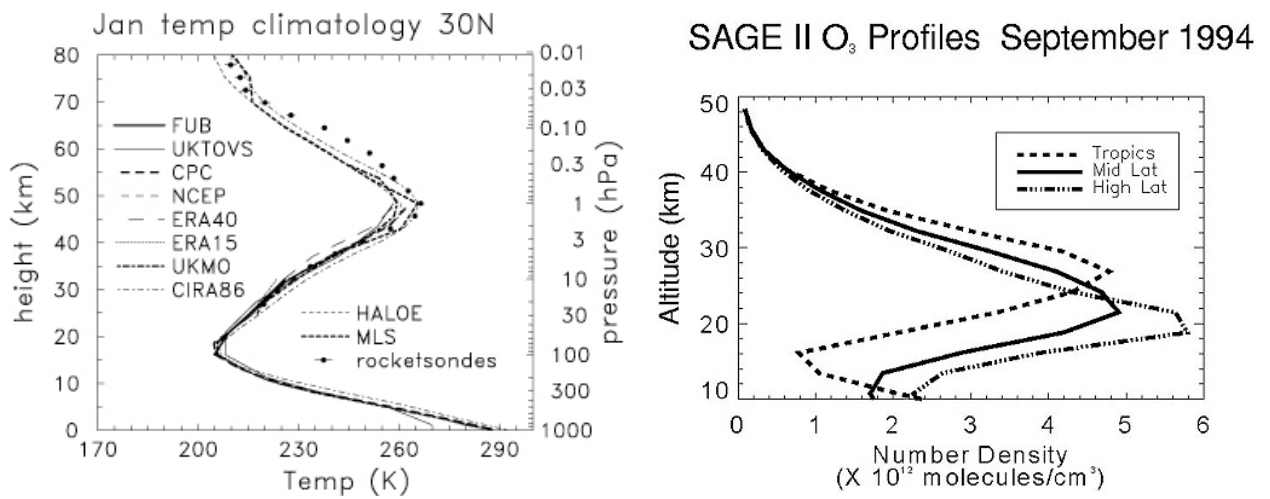 Jan temp climatology 30N
80
70
60
50
40
30
20
10
0
height (km)
FUB
UKTOVS
CPC
NCEP
ERA40
ERA15
UKMO
CIRA86
HALOE
MLS
rocketsondes
0.01
0.03
0.10
0.3
1
3
10
30
100
300
1000
pressure (hPa)
170 200 230 260 290
Temp (K)
SAGE II O₃ Profiles September 1994
50
40
30
20
10
Altitude (km)
Tropics
Mid Lat
High Lat
0 1 2 3 4 5 6
Number Density
(X 10¹² molecules/cm³)